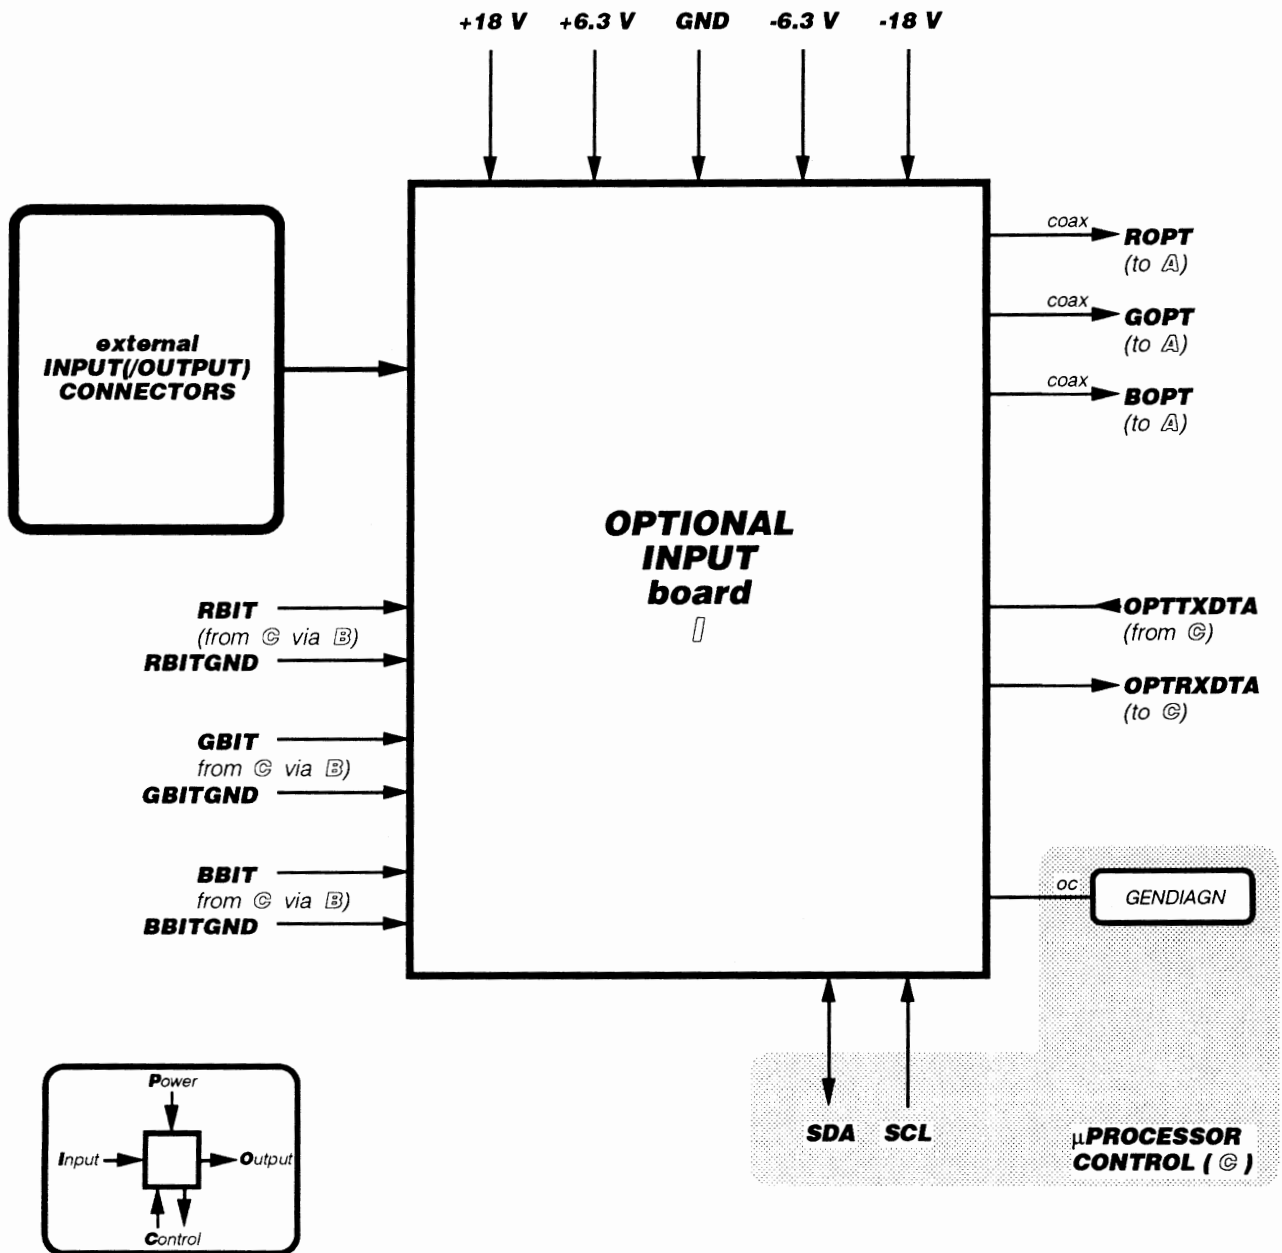 +18 V +6.3 V GND -6.3 V -18 V
external
INPUT(/OUTPUT)
CONNECTORS
coax
ROPT
(to A)
coax
GOPT
(to A)
coax
BOPT
(to A)
OPTIONAL
INPUT
board
I
RBIT
(from C via B)
RBITGND
GBIT
from C via B)
GBITGND
BBIT
from C via B)
BBITGND
OPTTXDTA
(from C)
OPTRXDTA
(to C)
oc
GENDIAGN
SDA SCL
μPROCESSOR
CONTROL ( C )
Power
Input
Output
Control